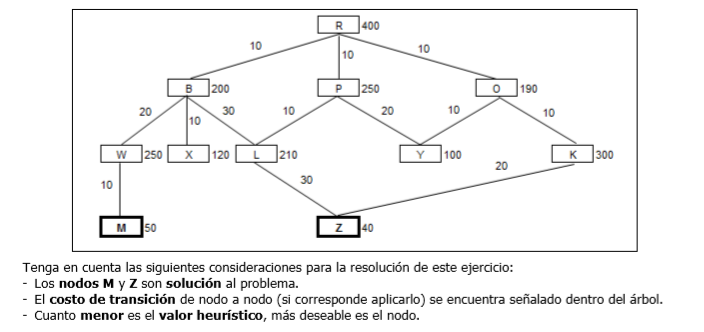 R 400
10 10 10
B 200 P 250 O 190
20 10 30 10 20 10 10
W 250 X 120 L 210 Y 100 K 300
10 30 20
M 50 Z 40
Tenga en cuenta las siguientes consideraciones para la resolución de este ejercicio:
- Los nodos M y Z son solución al problema.
- El costo de transición de nodo a nodo (si corresponde aplicarlo) se encuentra señalado dentro del árbol.
- Cuanto menor es el valor heurístico, más deseable es el nodo.